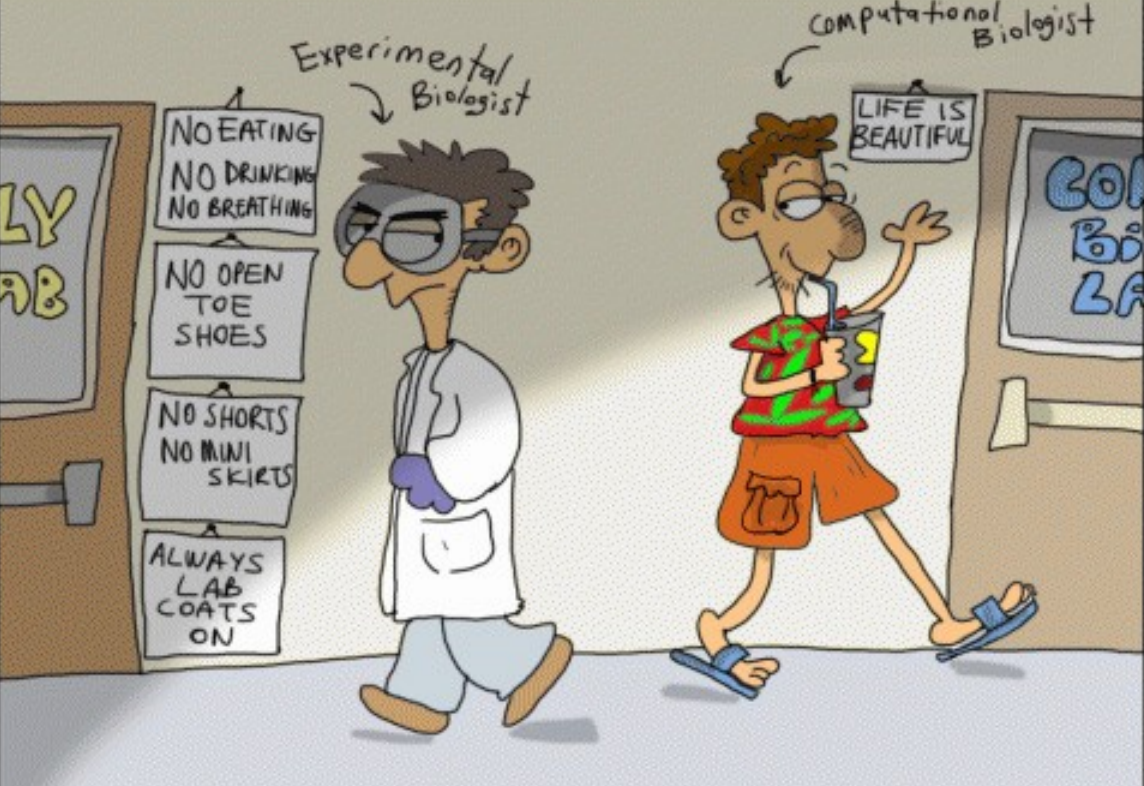 Experimental
Biologist
Computational
Biologist
LY
AB
NO EATING
NO DRINKING
NO BREATHING
NO OPEN
TOE
SHOES
NO SHORTS
NO MINI
SKIRTS
ALWAYS
LAB
COATS
ON
LIFE IS
BEAUTIFUL
CO
Bi
LA